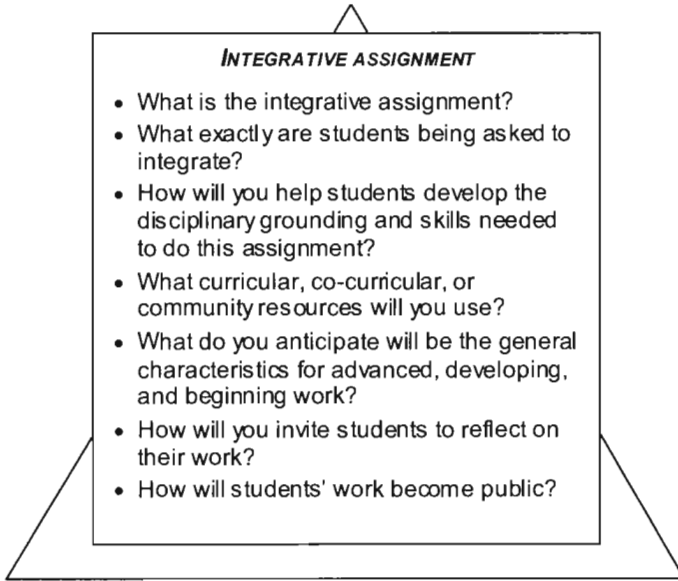 INTEGRATIVE ASSIGNMENT
• What is the integrative assignment?
• What exactly are students being asked to
integrate?
• How will you help students develop the
disciplinary grounding and skills needed
to do this assignment?
• What curricular, co-curricular, or
community resources will you use?
• What do you anticipate will be the general
characteristics for advanced, developing,
and beginning work?
• How will you invite students to reflect on
their work?
• How will students' work become public?